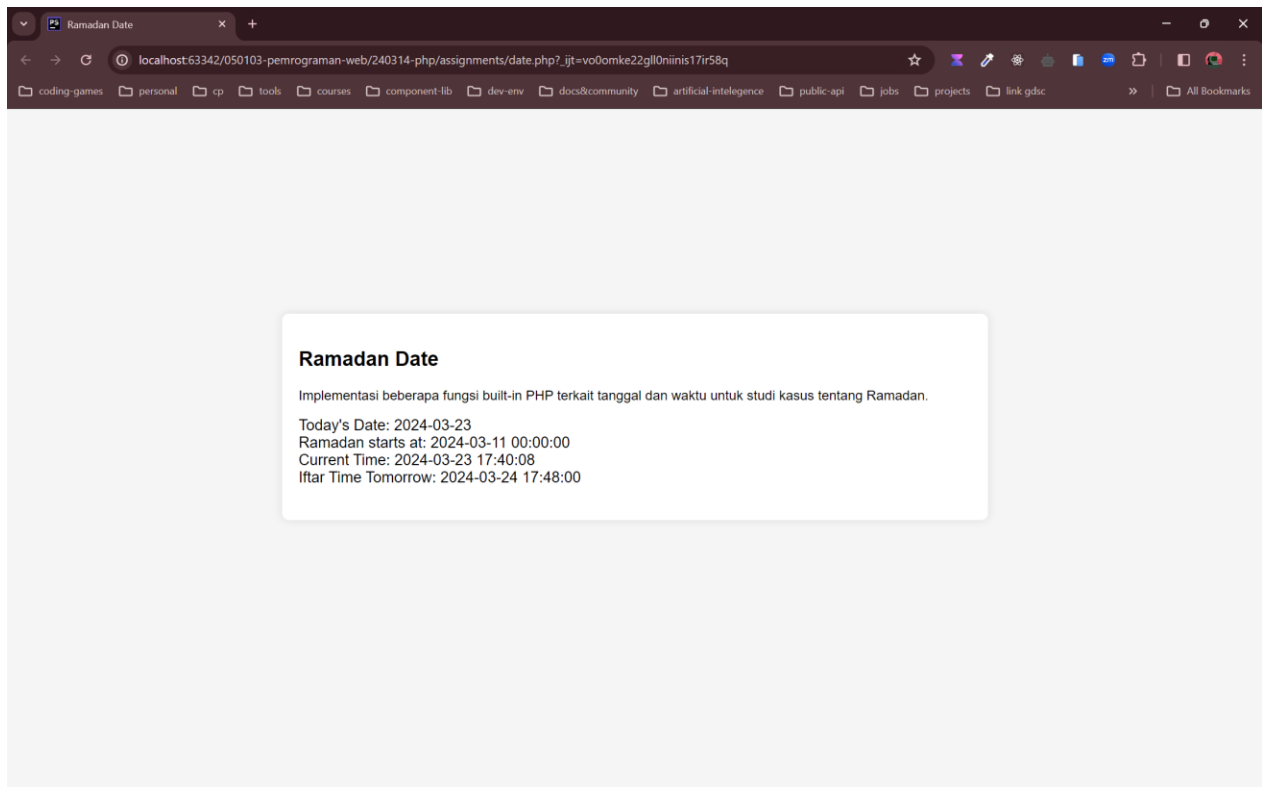 Ramadan Date
localhost:63342/050103-pemrograman-web/240314-php/assignments/date.php?_ijt=vo0omke22gll0niinis17ir58q
coding-games personal cp tools courses component-lib dev-env docs&community artificial-intelegence public-api jobs projects link gdsc » All Bookmarks
Ramadan Date
Implementasi beberapa fungsi built-in PHP terkait tanggal dan waktu untuk studi kasus tentang Ramadan.
Today's Date: 2024-03-23
Ramadan starts at: 2024-03-11 00:00:00
Current Time: 2024-03-23 17:40:08
Iftar Time Tomorrow: 2024-03-24 17:48:00